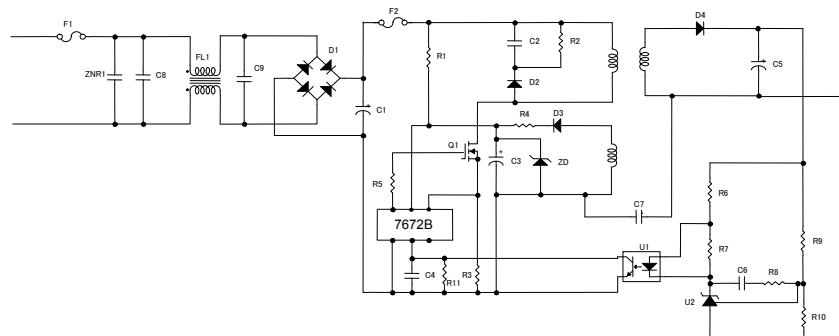 F1
F2
D4
C2
R2
FL1
D1
R1
C5
ZNR1
C8
C9
D2
C1
R4
D3
Q1
C3
ZD
R5
R6
C7
7672B
U1
R9
R7
C4
R11
R3
C6
R8
U2
R10